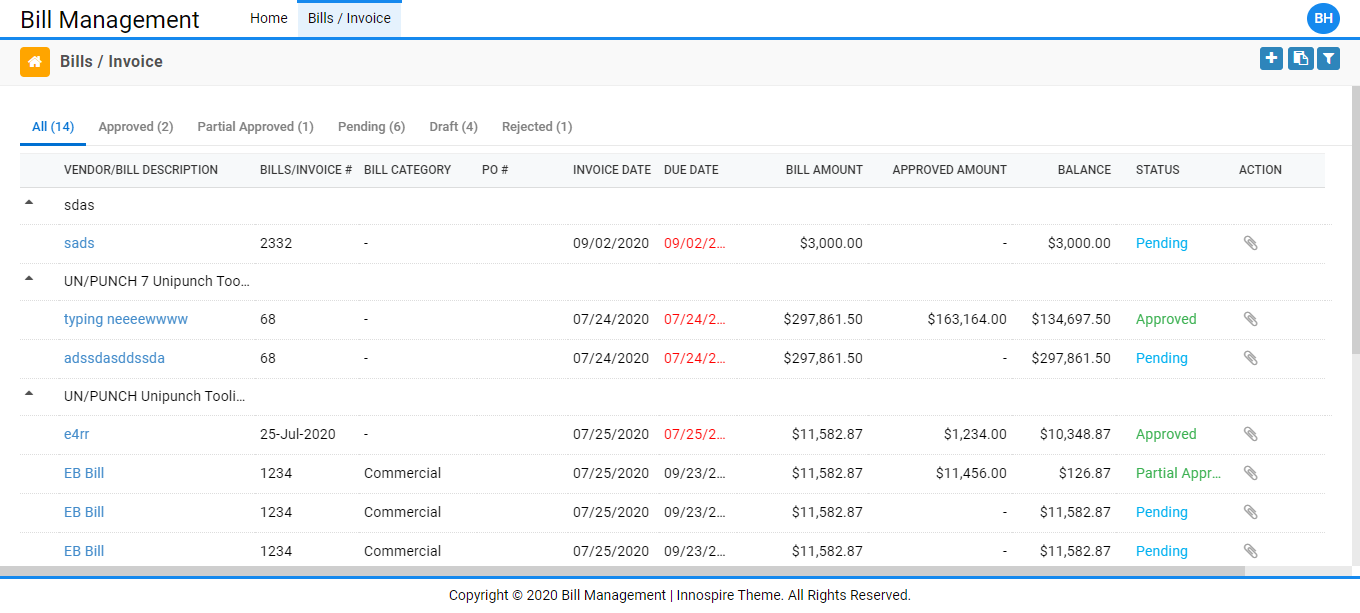 Bill Management Home Bills / Invoice BH
Bills / Invoice
All (14) Approved (2) Partial Approved (1) Pending (6) Draft (4) Rejected (1)
VENDOR/BILL DESCRIPTION BILLS/INVOICE # BILL CATEGORY PO # INVOICE DATE DUE DATE BILL AMOUNT APPROVED AMOUNT BALANCE STATUS ACTION
sdas
sads 2332 - 09/02/2020 09/02/2... $3,000.00 - $3,000.00 Pending
UN/PUNCH 7 Unipunch Too...
typing neeeewwww 68 - 07/24/2020 07/24/2... $297,861.50 $163,164.00 $134,697.50 Approved
adssdasddssda 68 - 07/24/2020 07/24/2... $297,861.50 - $297,861.50 Pending
UN/PUNCH Unipunch Tooli...
e4rr 25-Jul-2020 - 07/25/2020 07/25/2... $11,582.87 $1,234.00 $10,348.87 Approved
EB Bill 1234 Commercial 07/25/2020 09/23/2... $11,582.87 $11,456.00 $126.87 Partial Appr...
EB Bill 1234 Commercial 07/25/2020 09/23/2... $11,582.87 - $11,582.87 Pending
EB Bill 1234 Commercial 07/25/2020 09/23/2... $11,582.87 - $11,582.87 Pending
Copyright © 2020 Bill Management | Innospire Theme. All Rights Reserved.